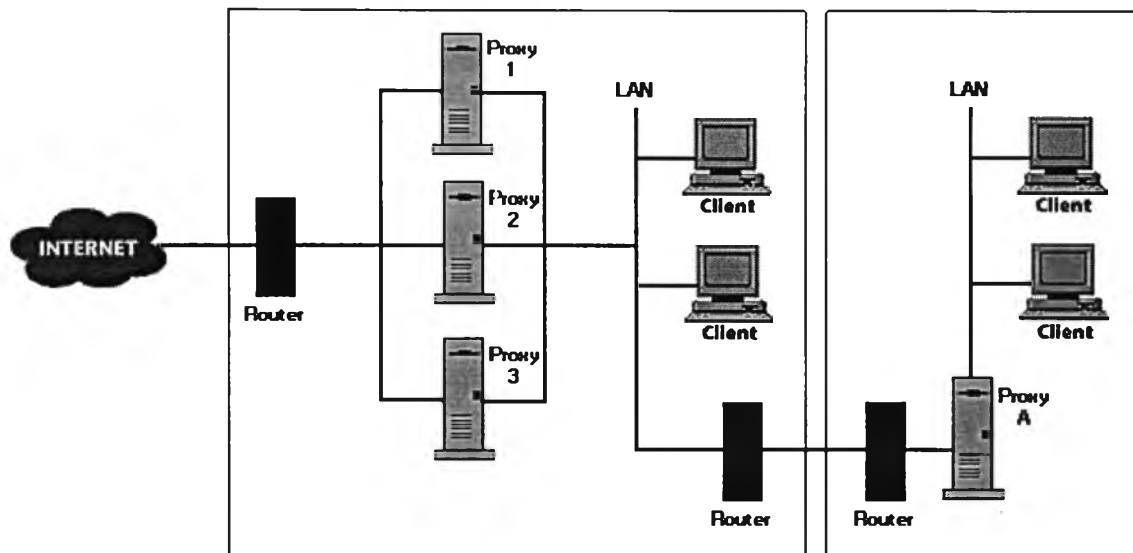 Proxy
1
LAN
LAN
Client
Client
Proxy
2
INTERNET
Router
Client
Client
Proxy
3
Proxy
A
Router
Router